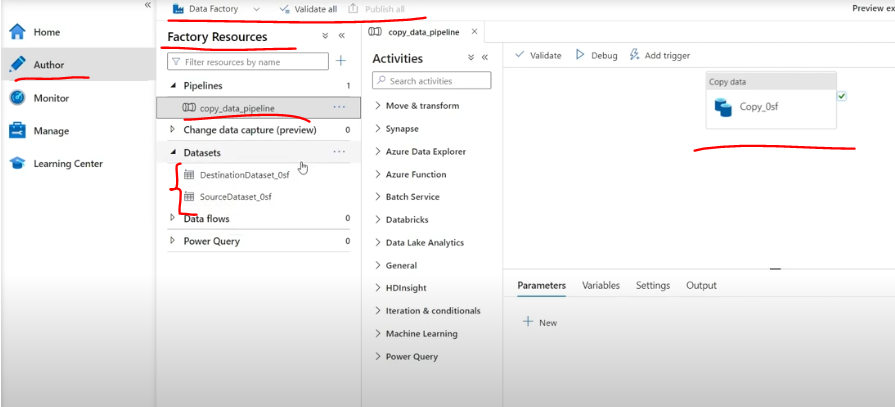 Data Factory
Validate all
Publish all
Preview ex
Home
Author
Monitor
Manage
Learning Center
Factory Resources
Filter resources by name
Pipelines 1
copy_data_pipeline
Change data capture (preview) 0
Datasets
DestinationDataset_0sf
SourceDataset_0sf
Data flows 0
Power Query 0
copy_data_pipeline
Activities
Search activities
Move & transform
Synapse
Azure Data Explorer
Azure Function
Batch Service
Databricks
Data Lake Analytics
General
HDInsight
Iteration & conditionals
Machine Learning
Power Query
Validate Debug Add trigger
Copy data
Copy_0sf
Parameters Variables Settings Output
New